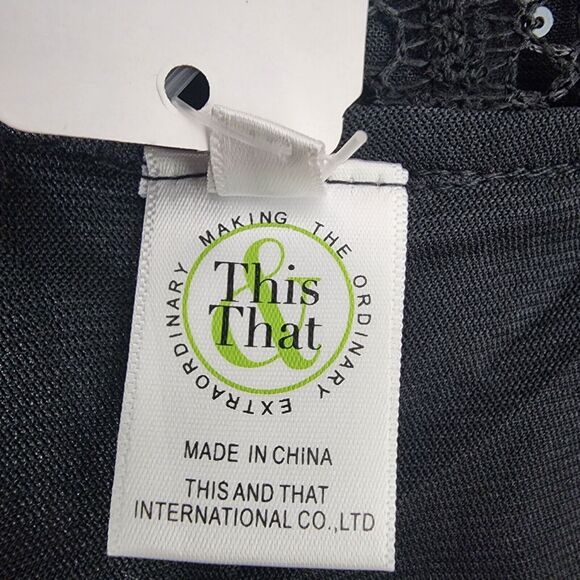 MAKING THE ORDINARY EXTRAORDINARY
&
This
That
MADE IN CHINA
THIS AND THAT
INTERNATIONAL CO.,LTD